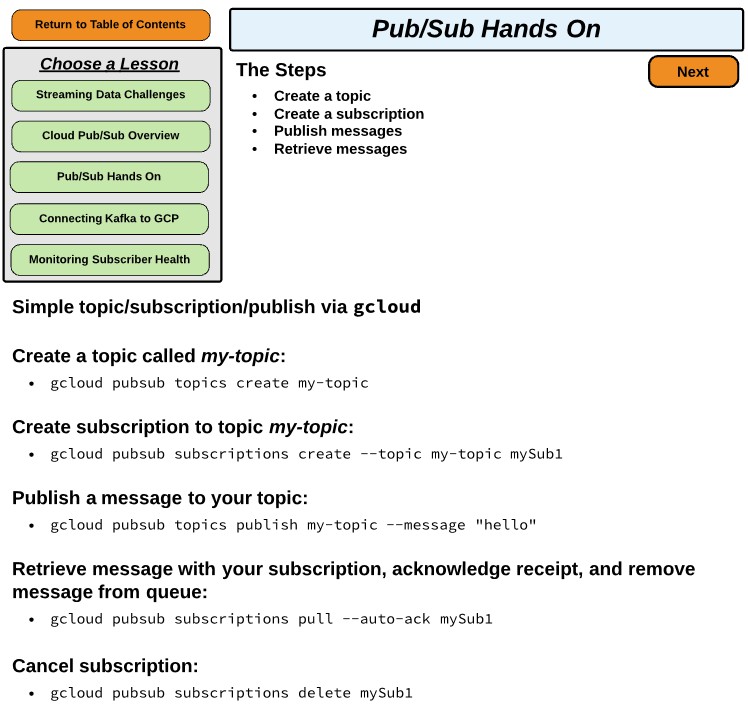 Return to Table of Contents
Choose a Lesson
Streaming Data Challenges
Cloud Pub/Sub Overview
Pub/Sub Hands On
Connecting Kafka to GCP
Monitoring Subscriber Health
Pub/Sub Hands On
The Steps
Next
• Create a topic
• Create a subscription
• Publish messages
• Retrieve messages
Simple topic/subscription/publish via gcloud
Create a topic called my-topic:
• gcloud pubsub topics create my-topic
Create subscription to topic my-topic:
• gcloud pubsub subscriptions create --topic my-topic mySub1
Publish a message to your topic:
• gcloud pubsub topics publish my-topic --message "hello"
Retrieve message with your subscription, acknowledge receipt, and remove
message from queue:
• gcloud pubsub subscriptions pull --auto-ack mySub1
Cancel subscription:
• gcloud pubsub subscriptions delete mySub1